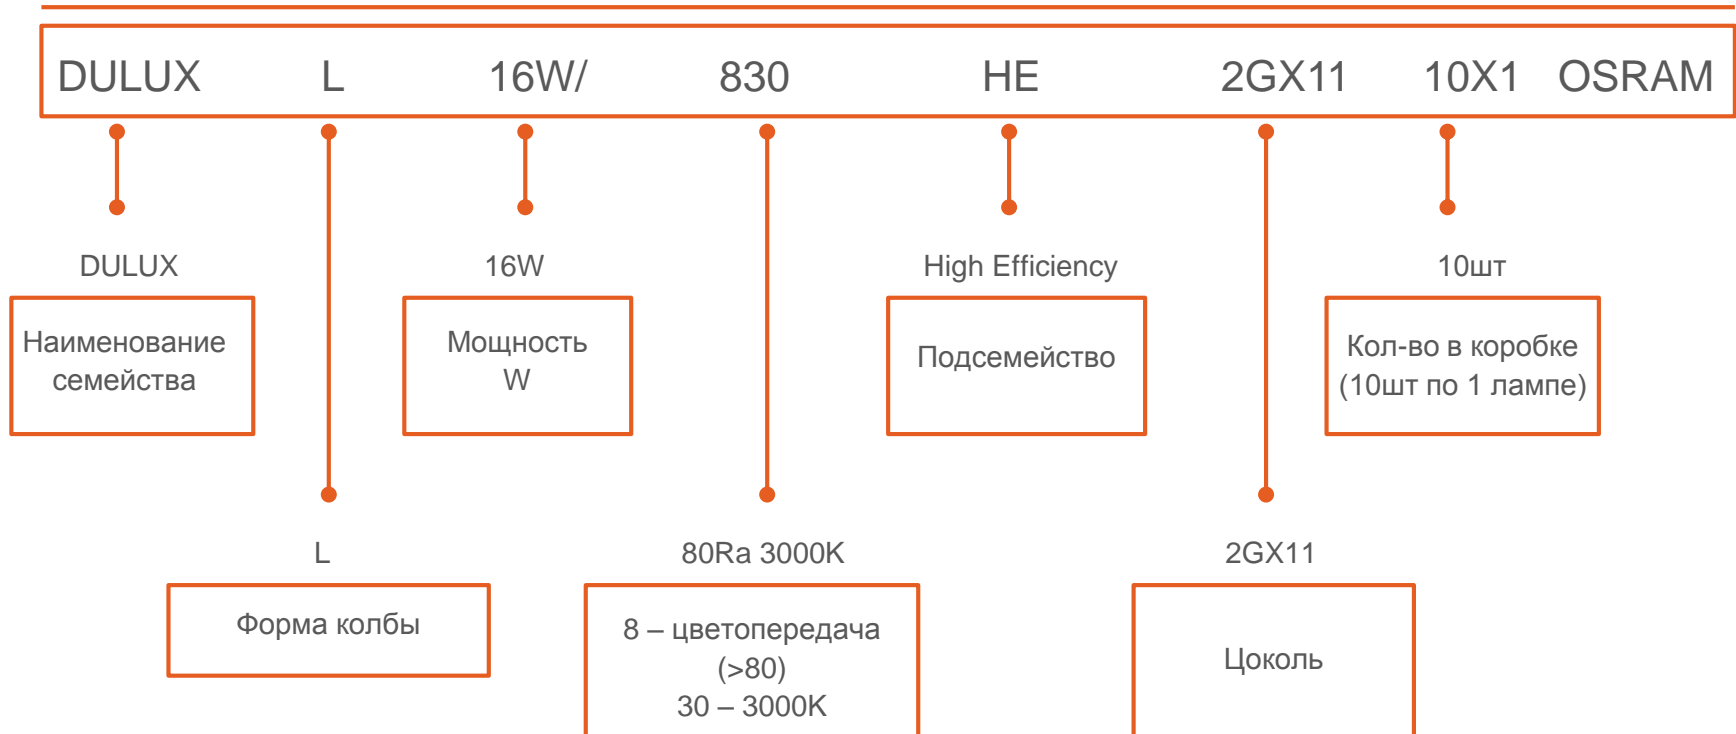 DULUX L 16W/ 830 HE 2GX11 10X1 OSRAM
DULUX 16W High Efficiency 10шт
Наименование
семейства
Мощность
W
Подсемейство
Кол-во в коробке
(10шт по 1 лампе)
L 80Ra 3000K 2GX11
Форма колбы
8 – цветопередача
(>80)
30 – 3000K
Цоколь